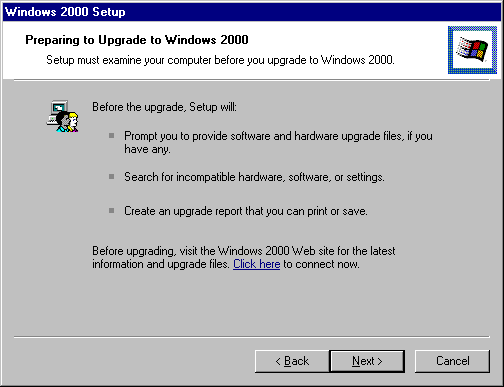 Windows 2000 Setup
Preparing to Upgrade to Windows 2000
Setup must examine your computer before you upgrade to Windows 2000.
Before the upgrade, Setup will:
Prompt you to provide software and hardware upgrade files, if you
have any.
Search for incompatible hardware, software, or settings.
Create an upgrade report that you can print or save.
Before upgrading, visit the Windows 2000 Web site for the latest
information and upgrade files. Click here to connect now.
< Back Next > Cancel